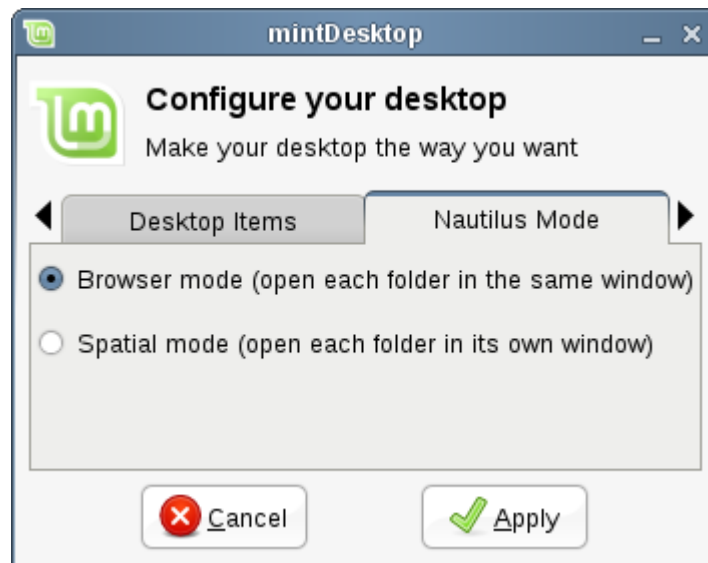 mintDesktop
Configure your desktop
Make your desktop the way you want
Desktop Items
Nautilus Mode
Browser mode (open each folder in the same window)
Spatial mode (open each folder in its own window)
Cancel
Apply